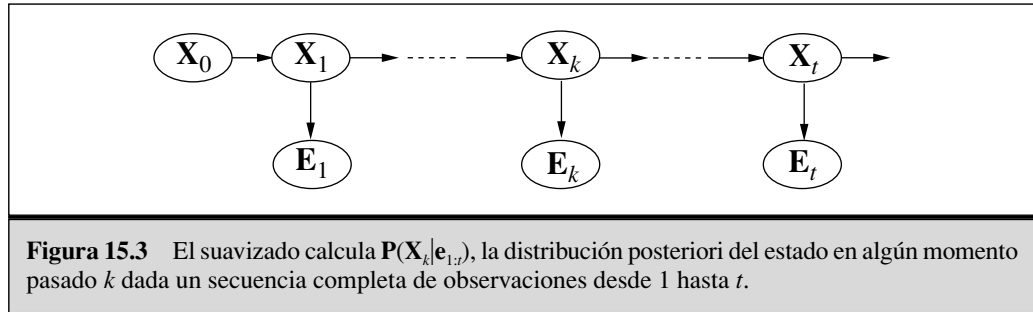 X0 X1 Xk Xt
E1 Ek Et
Figura 15.3 El suavizado calcula P(Xk|e1:t), la distribución posteriori del estado en algún momento
pasado k dada un secuencia completa de observaciones desde 1 hasta t.